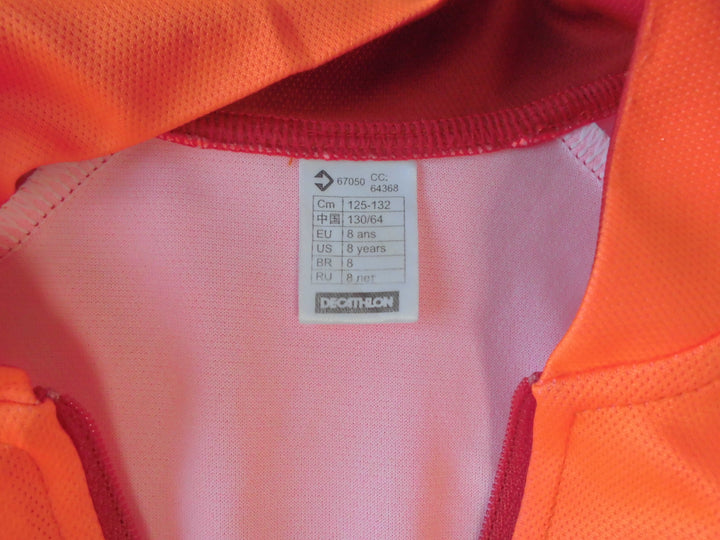 67050 CC:
64368
Cm 125-132
中国 130/64
EU 8 ans
US 8 years
BR 8
RU 8 лет
DECATHLON